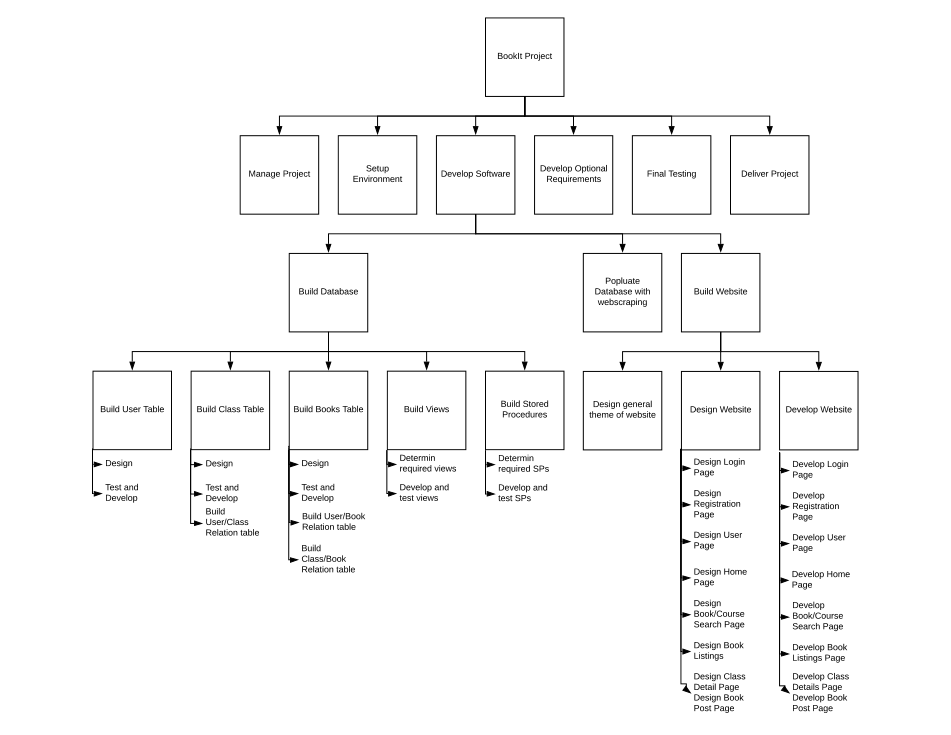 BookIt Project
Manage Project
Setup
Environment
Develop Software
Develop Optional
Requirements
Final Testing
Deliver Project
Build Database
Popluate
Database with
webscraping
Build Website
Build User Table
Build Class Table
Build Books Table
Build Views
Build Stored
Procedures
Design general
theme of website
Design Website
Develop Website
Design
Test and
Develop
Design
Test and
Develop
Build
User/Class
Relation table
Design
Test and
Develop
Build User/Book
Relation table
Build
Class/Book
Relation table
Determin
required views
Develop and
test views
Determin
required SPs
Develop and
test SPs
Design Login
Page
Design
Registration
Page
Design User
Page
Design Home
Page
Design
Book/Course
Search Page
Design Book
Listings
Design Class
Detail Page
Design Book
Post Page
Develop Login
Page
Develop
Registration
Page
Develop User
Page
Develop Home
Page
Develop
Book/Course
Search Page
Develop Book
Listings Page
Develop Class
Details Page
Develop Book
Post Page